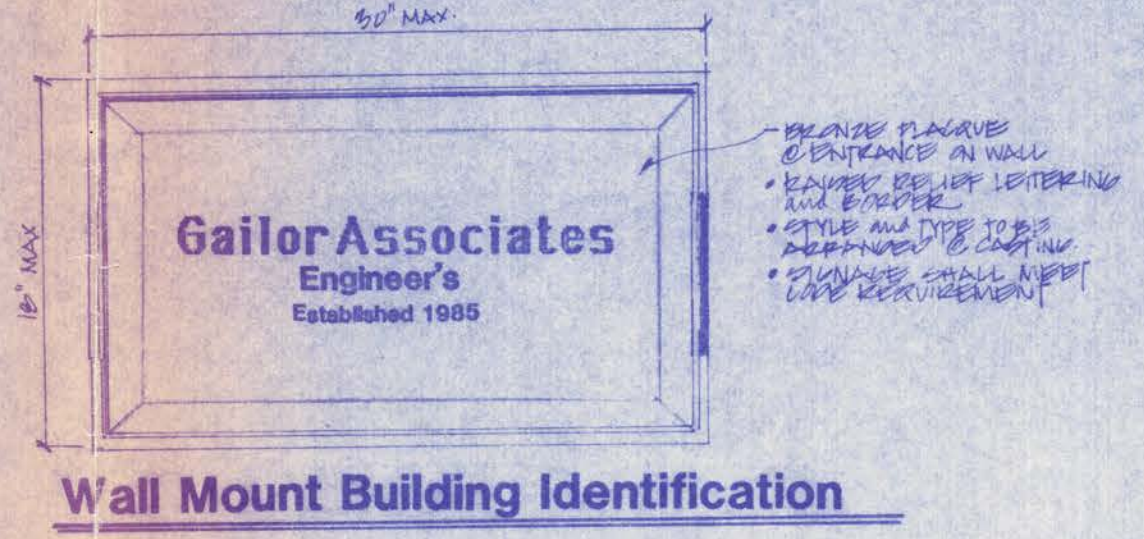 30" MAX.
18" MAX
Gailor Associates
Engineer's
Established 1985
BRONZE PLAQUE
@ ENTRANCE ON WALL
• RAISED RELIEF LETTERING
and BORDER
• STYLE and TYPE TO BE
ARRANGED @ CASTING.
• SIGNAGE SHALL MEET
CODE REQUIREMENT
Wall Mount Building Identification